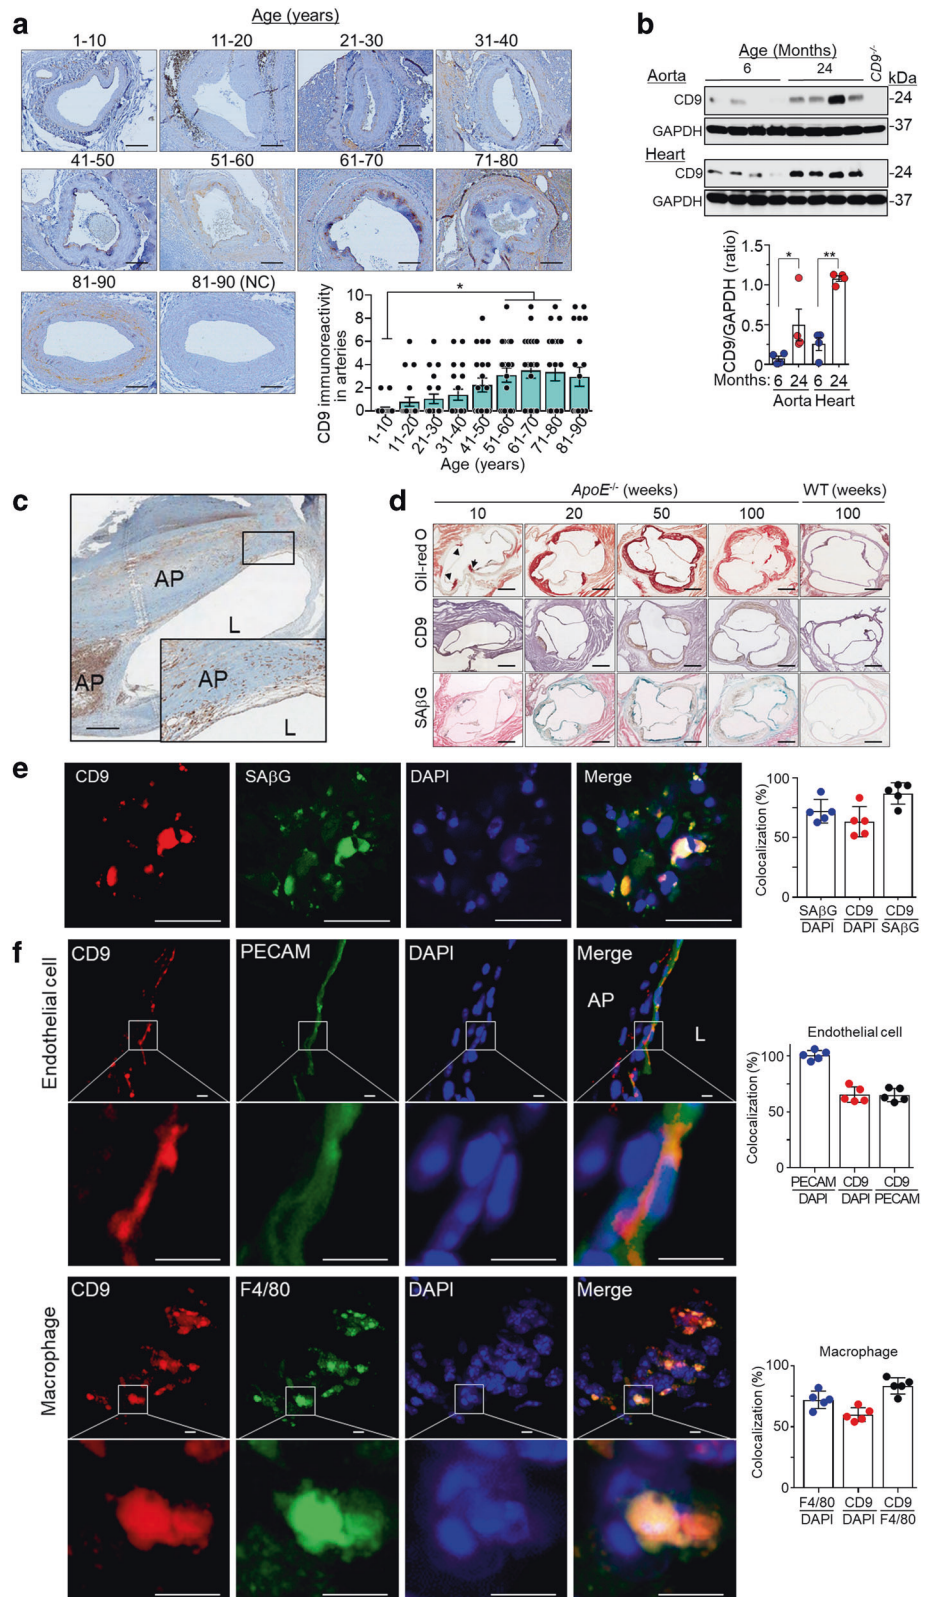 a
Age (years)
1-10 11-20 21-30 31-40
41-50 51-60 61-70 71-80
81-90 81-90 (NC)
CD9 immunoreactivity
in arteries
10
8
6
4
2
0
*
1-10 11-20 21-30 31-40 41-50 51-60 61-70 71-80 81-90
Age (years)
b
Age (Months)
6 24 CD9-/- kDa
Aorta
CD9 -24
GAPDH -37
Heart
CD9 -24
GAPDH -37
CD9/GAPDH (ratio)
1.5
1.0
0.5
0
* **
Months: 6 24 6 24
Aorta Heart
c
AP
L
AP
AP
L
d
ApoE-/- (weeks) WT (weeks)
10 20 50 100 100
Oil-red O
CD9
SAβG
e
CD9 SAβG DAPI Merge
Colocalization (%)
100
50
0
SAβG CD9 CD9
DAPI DAPI SAβG
f
Endothelial cell
CD9 PECAM DAPI Merge
AP
L
Endothelial cell
Colocalization (%)
100
50
0
PECAM CD9 CD9
DAPI DAPI PECAM
Macrophage
CD9 F4/80 DAPI Merge
Macrophage
Colocalization (%)
100
50
0
F4/80 CD9 CD9
DAPI DAPI F4/80